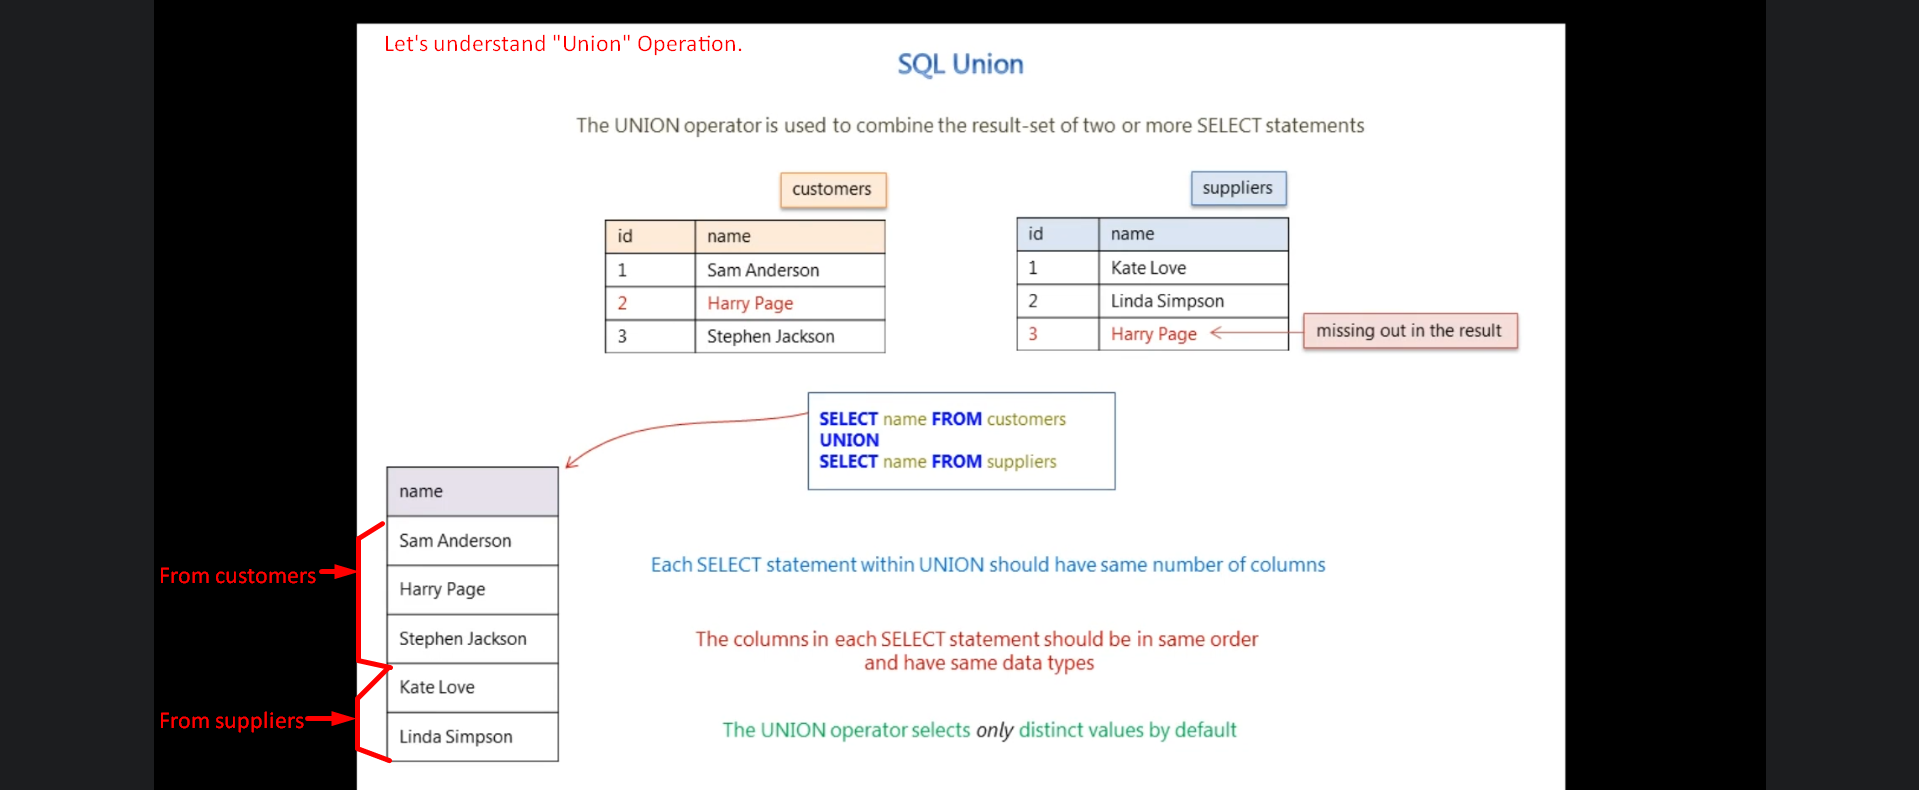 Let's understand "Union" Operation.
SQL Union
The UNION operator is used to combine the result-set of two or more SELECT statements
customers
id name
1 Sam Anderson
2 Harry Page
3 Stephen Jackson
suppliers
id name
1 Kate Love
2 Linda Simpson
3 Harry Page
missing out in the result
SELECT name FROM customers
UNION
SELECT name FROM suppliers
name
Sam Anderson
Harry Page
Stephen Jackson
Kate Love
Linda Simpson
From customers
From suppliers
Each SELECT statement within UNION should have same number of columns
The columns in each SELECT statement should be in same order
and have same data types
The UNION operator selects only distinct values by default